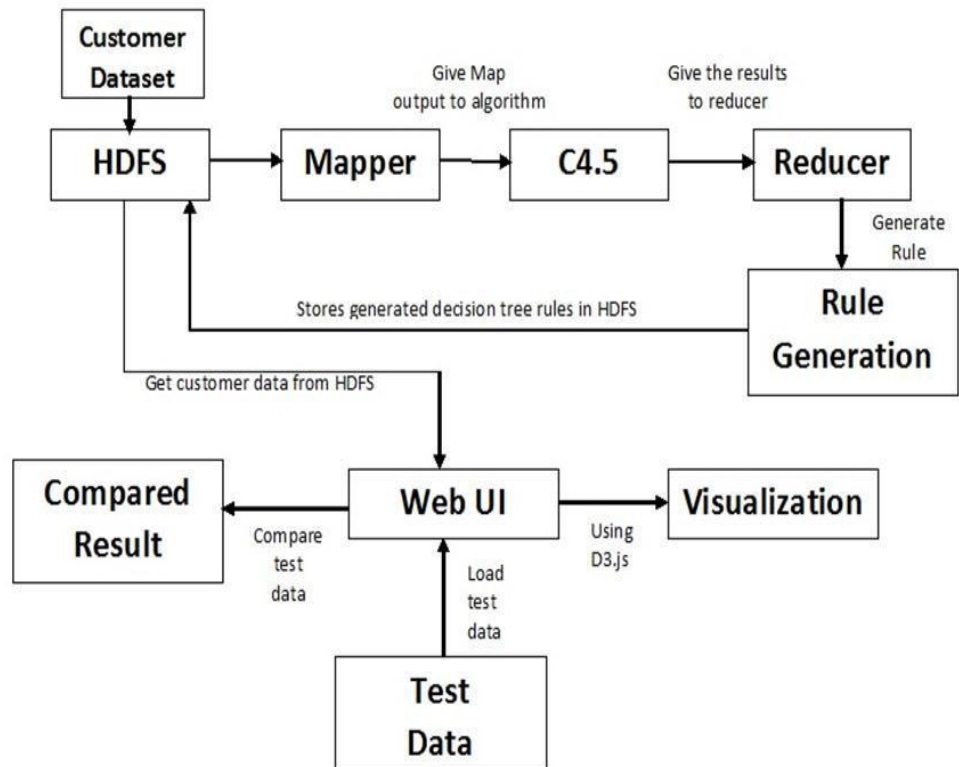 Customer
Dataset
Give Map
output to algorithm
Give the results
to reducer
HDFS
Mapper
C4.5
Reducer
Generate
Rule
Stores generated decision tree rules in HDFS
Rule
Generation
Get customer data from HDFS
Compared
Result
Web UI
Visualization
Compare
test
data
Using
D3.js
Load
test
data
Test
Data